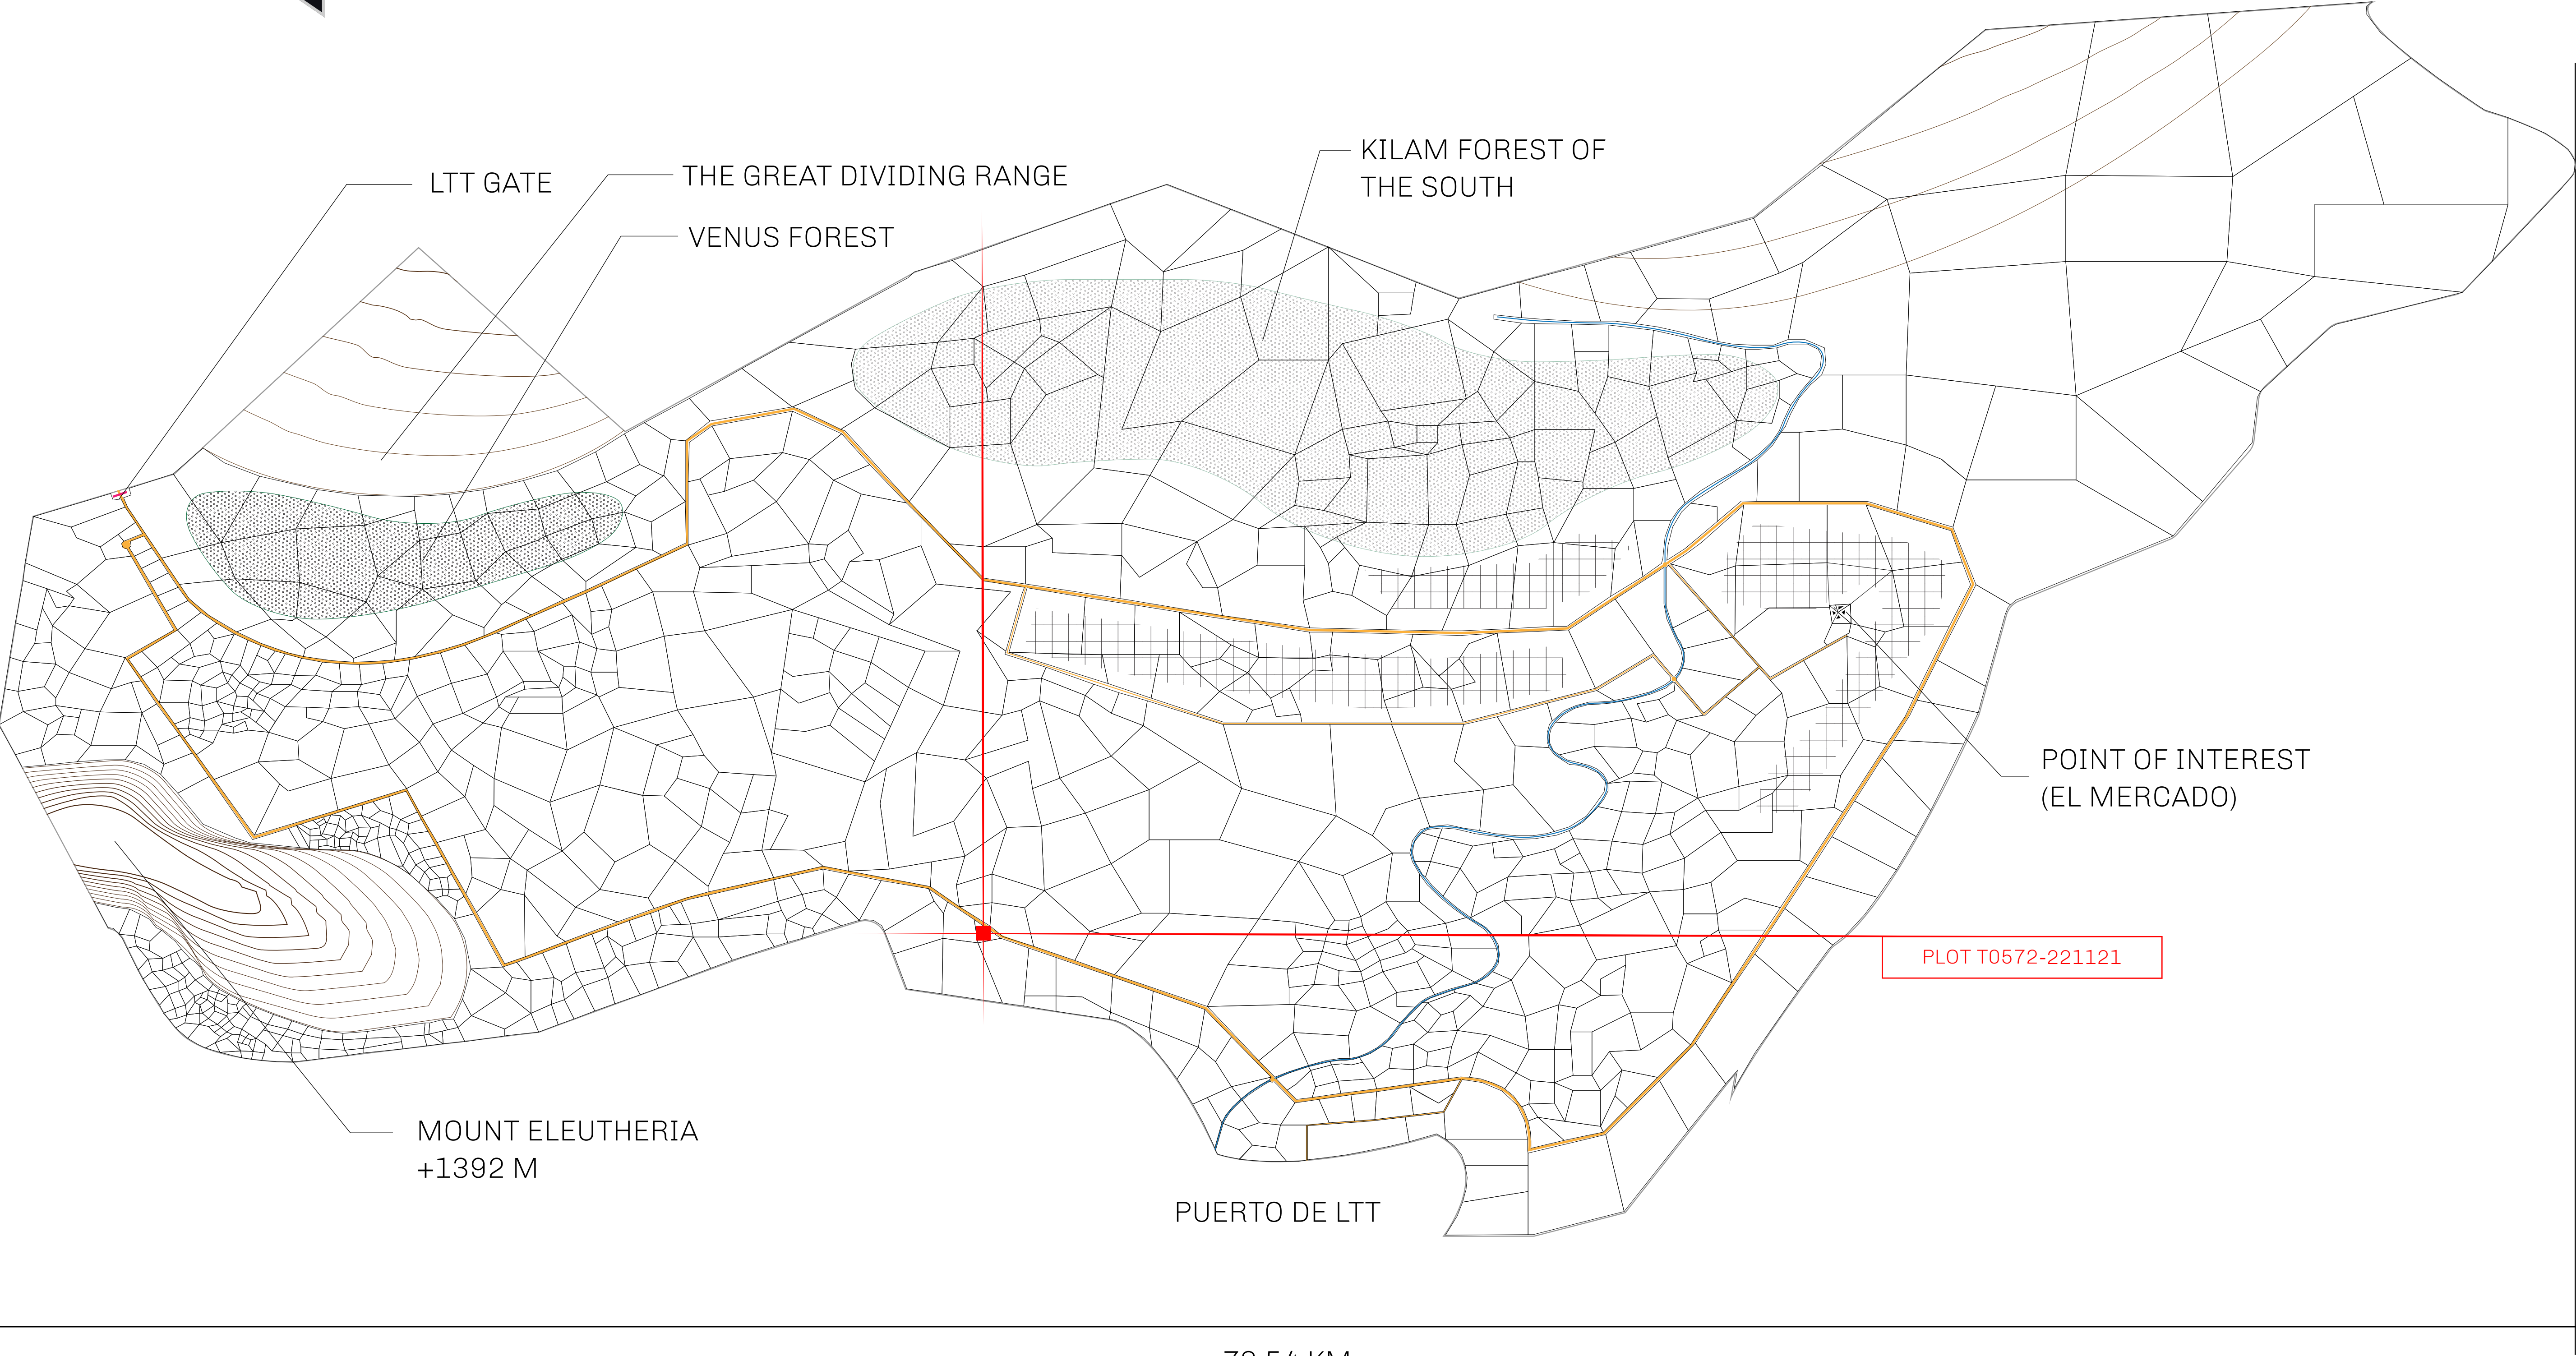 KILAM FOREST OF
THE SOUTH
LTT GATE
THE GREAT DIVIDING RANGE
VENUS FOREST
POINT OF INTEREST
(EL MERCADO)
PLOT T0572-221121
MOUNT ELEUTHERIA
+1392 M
PUERTO DE LTT
KM